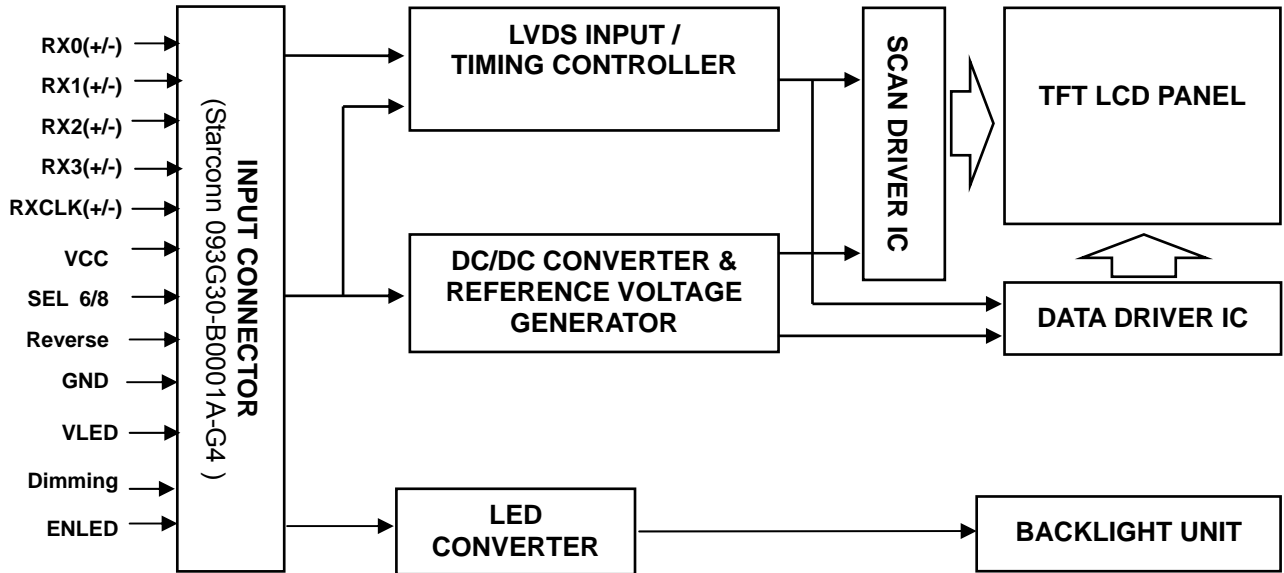 RX0(+/-)
RX1(+/-)
RX2(+/-)
RX3(+/-)
RXCLK(+/-)
VCC
SEL 6/8
Reverse
GND
VLED
Dimming
ENLED
INPUT CONNECTOR
(Starconn 093G30-B0001A-G4 )
LVDS INPUT /
TIMING CONTROLLER
DC/DC CONVERTER &
REFERENCE VOLTAGE
GENERATOR
LED
CONVERTER
SCAN DRIVER IC
TFT LCD PANEL
DATA DRIVER IC
BACKLIGHT UNIT